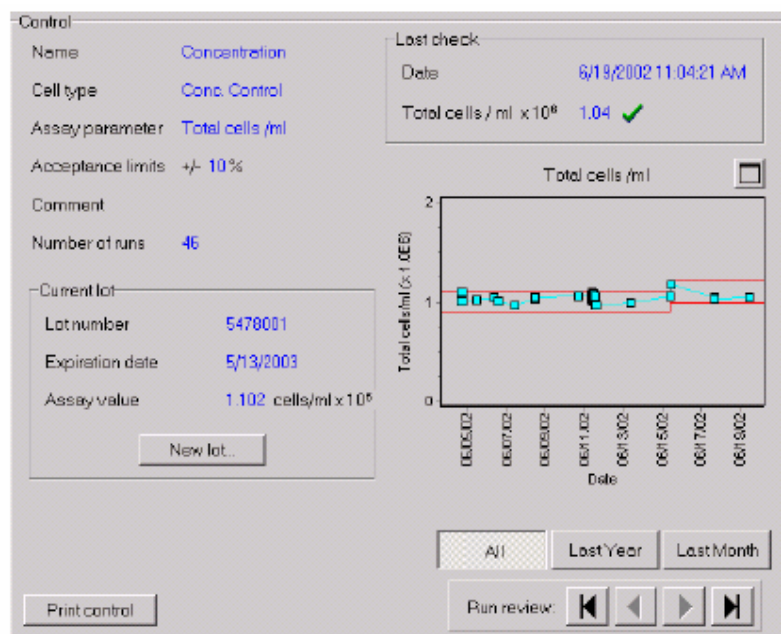 Control
Name Concentration
Cell type Conc. Control
Assay parameter Total cells /ml
Acceptance limits +/- 10 %
Comment
Number of runs 46
Current lot
Lot number 5478001
Expiration date 5/13/2003
Assay value 1.102 cells/ml x 10⁶
New lot...
Print control
Last check
Date 6/19/2002 11:04:21 AM
Total cells / ml x 10⁶ 1.04
Total cells /ml
Total cells/ml (x 1.0E6)
2
1
0
06/05/02
06/07/02
06/09/02
06/11/02
06/13/02
06/15/02
06/17/02
06/19/02
Date
All Last Year Last Month
Run review: